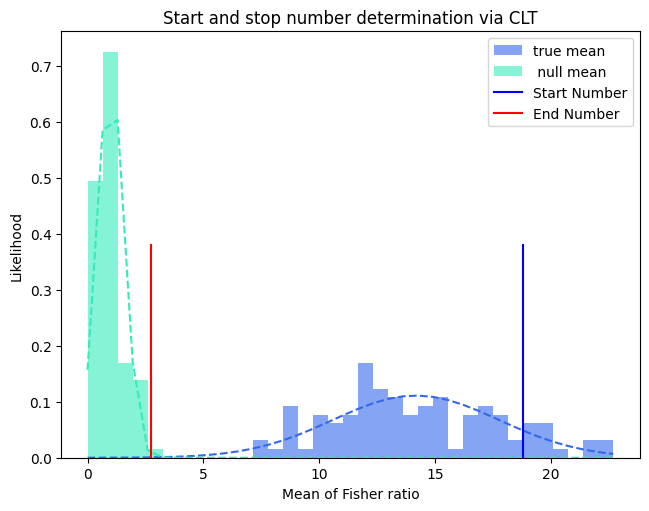 Start and stop number determination via CLT
true mean
null mean
Start Number
End Number
Likelihood
0.7
0.6
0.5
0.4
0.3
0.2
0.1
0.0
0 5 10 15 20
Mean of Fisher ratio